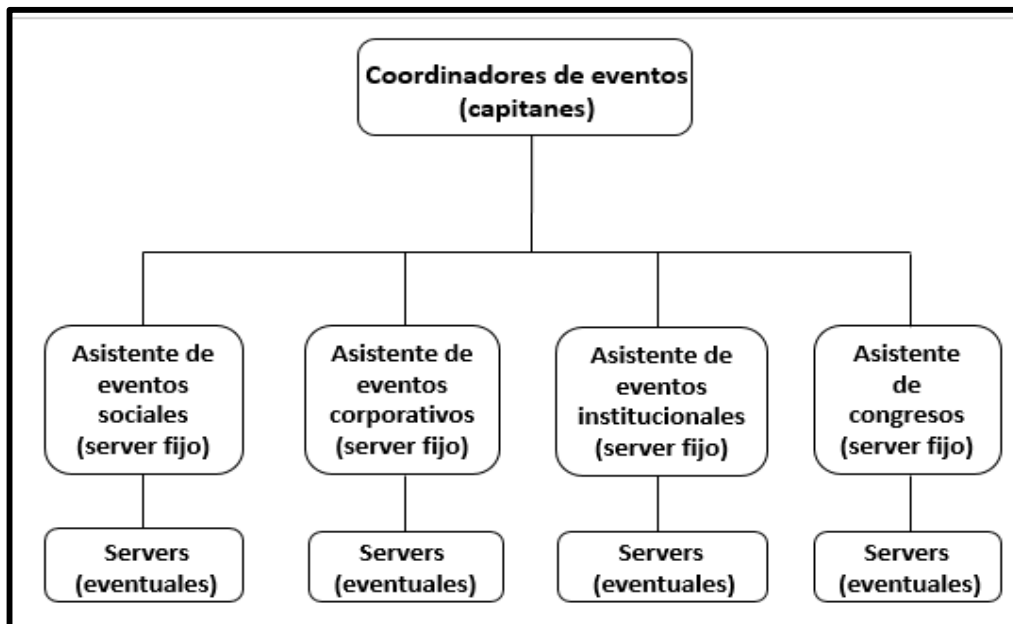 Coordinadores de eventos
(capitanes)
Asistente de
eventos
sociales
(server fijo)
Asistente de
eventos
corporativos
(server fijo)
Asistente de
eventos
institucionales
(server fijo)
Asistente
de
congresos
(server fijo)
Servers
(eventuales)
Servers
(eventuales)
Servers
(eventuales)
Servers
(eventuales)